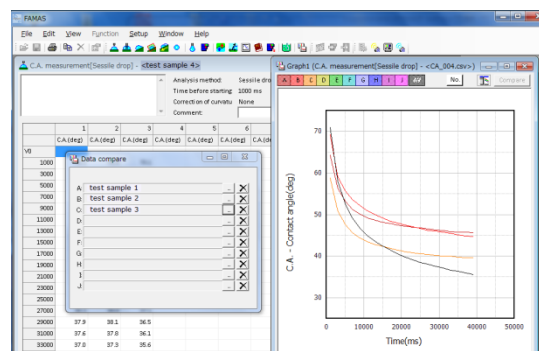 FAMAS
File Edit View Function Setup Window Help
C.A. measurement[Sessile drop] - <test sample 4>
Analysis method: Sessile dro
Time before starting 1000 ms
Correction of curvatu None
Comment:
1 2 3 4 5 6
C.A.(deg) C.A.(deg) C.A.(deg) C.A.(deg) C.A.(deg) C.A.(deg) C.A.(de
1000
3000
5000
7000
9000
11000
13000
15000
17000
19000
21000
23000
25000
27000
29000 37.9 38.1 36.5
31000 37.6 37.8 36.1
33000 37.0 37.3 35.6
Data compare
A: test sample 1
B: test sample 2
C: test sample 3
D:
E:
F:
G:
H:
I:
J:
Graph1 (C.A. measurement[Sessile drop] - <CA_004.csv>)
A B C D E F G H I J AV No. Compare
C.A. - Contact angle(deg)
70
60
50
40
30
0 10000 20000 30000 40000 50000
Time(ms)